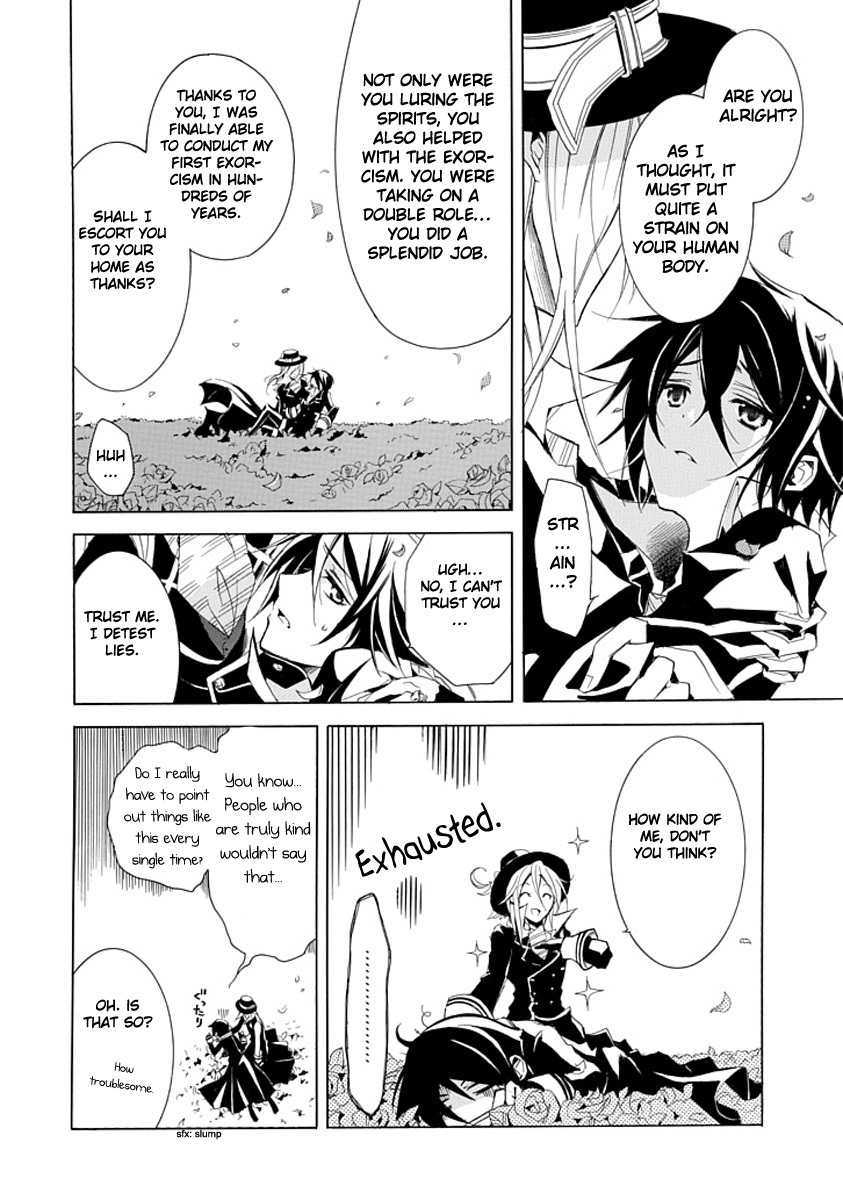 ARE YOU
ALRIGHT?
AS I
THOUGHT, IT
MUST PUT
QUITE A
STRAIN ON
YOUR HUMAN
BODY.
STR
...
AIN
...?
NOT ONLY WERE
YOU LURING THE
SPIRITS, YOU
ALSO HELPED
WITH THE EXOR-
CISM. YOU WERE
TAKING ON A
DOUBLE ROLE...
YOU DID A
SPLENDID JOB.
THANKS TO
YOU, I WAS
FINALLY ABLE
TO CONDUCT MY
FIRST EXOR-
CISM IN HUN-
DREDS OF
YEARS.
SHALL I
ESCORT YOU
TO YOUR
HOME AS
THANKS?
HUH
...
UGH...
NO, I CAN'T
TRUST YOU
...
TRUST ME.
I DETEST
LIES.
HOW KIND OF
ME, DON'T
YOU THINK?
Exhausted.
..........
You know...
People who
are truly kind
wouldn't say
that...
Do I really
have to point
out things like
this every
single time?
ぐったり
OH. IS
THAT SO?
How
troublesome.
sfx: slump